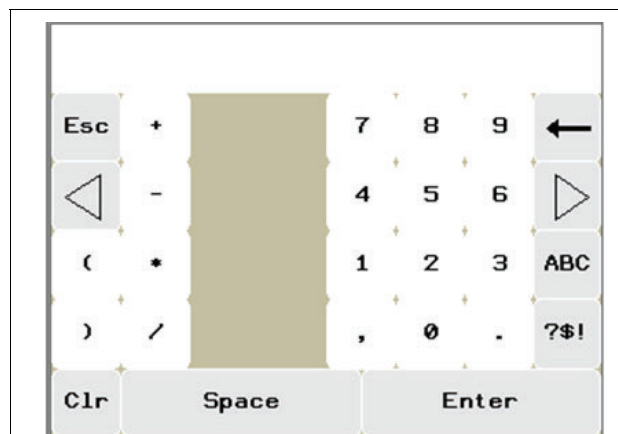 Esc + 7 8 9 ←
- 4 5 6
( * 1 2 3 ABC
) / , 0 . ?$!
Clr Space Enter